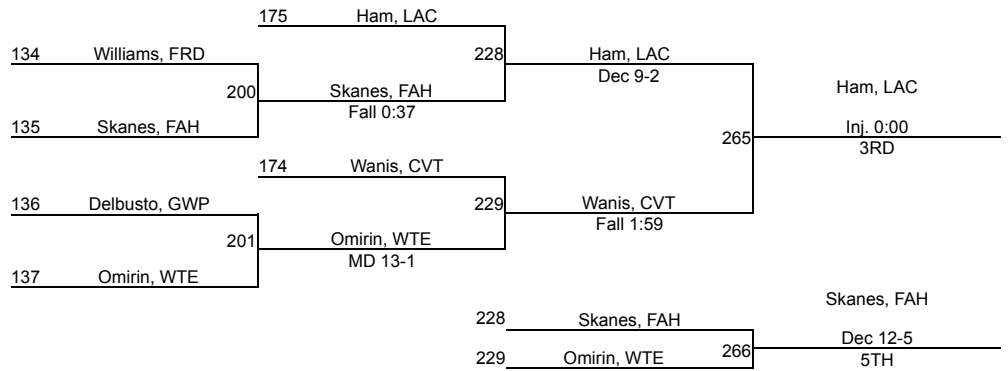 175 Ham, LAC
134 Williams, FRD
228 Ham, LAC
Dec 9-2
Ham, LAC
200 Skanes, FAH
Fall 0:37
135 Skanes, FAH
265 Inj. 0:00
3RD
174 Wanis, CVT
136 Delbusto, GWP
229 Wanis, CVT
Fall 1:59
201 Omirin, WTE
MD 13-1
137 Omirin, WTE
Skanes, FAH
228 Skanes, FAH
Dec 12-5
229 Omirin, WTE
266 5TH